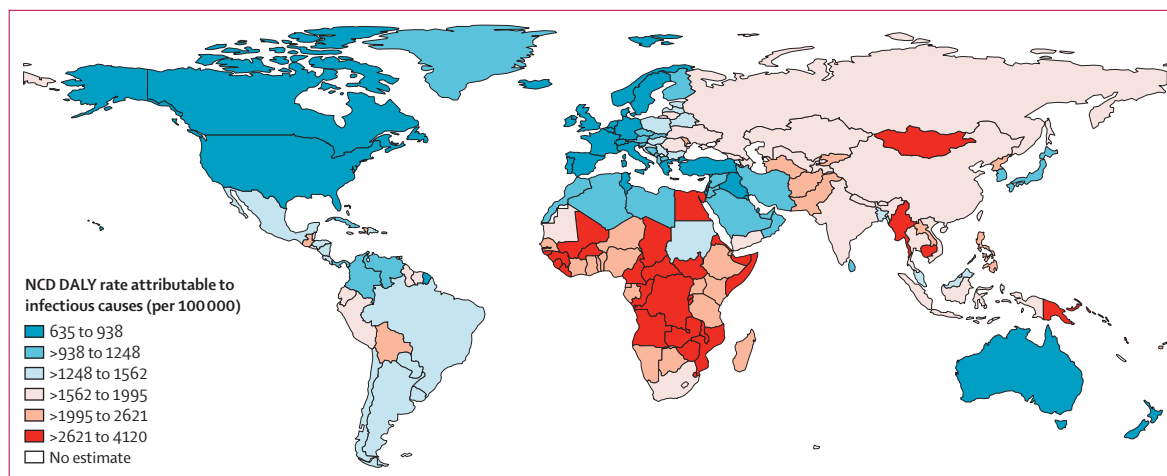 NCD DALY rate attributable to
infectious causes (per 100 000)
635 to 938
>938 to 1248
>1248 to 1562
>1562 to 1995
>1995 to 2621
>2621 to 4120
No estimate